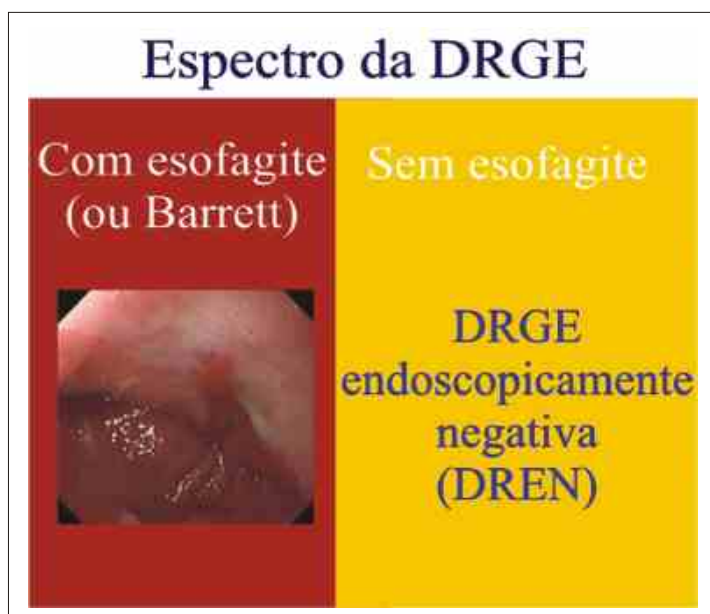 Espectro da DRGE
Com esofagite
(ou Barrett)
Sem esofagite
DRGE
endoscopicamente
negativa
(DREN)